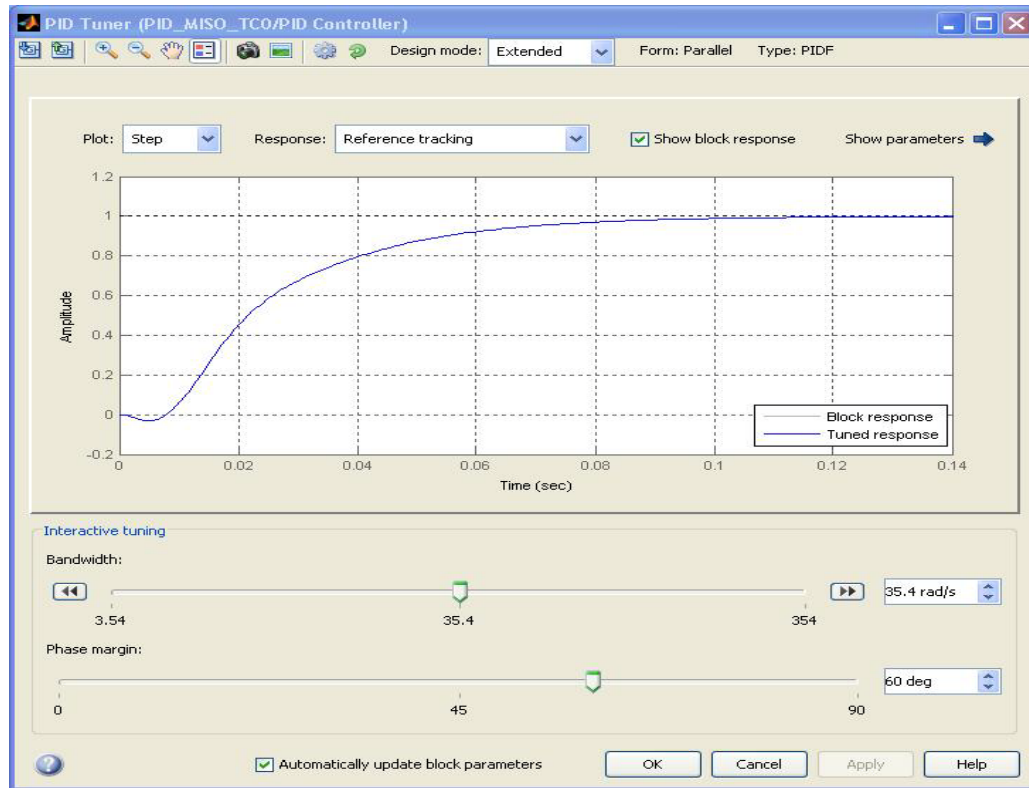 PID Tuner (PID_MISO_TCO/PID Controller)
Design mode: Extended Form: Parallel Type: PIDF
Plot: Step Response: Reference tracking Show block response Show parameters
1.2
1
0.8
0.6
0.4
0.2
0
-0.2
Amplitude
0 0.02 0.04 0.06 0.08 0.1 0.12 0.14
Time (sec)
Block response
Tuned response
Interactive tuning
Bandwidth:
35.4 rad/s
3.54 35.4 354
Phase margin:
60 deg
0 45 90
Automatically update block parameters OK Cancel Apply Help